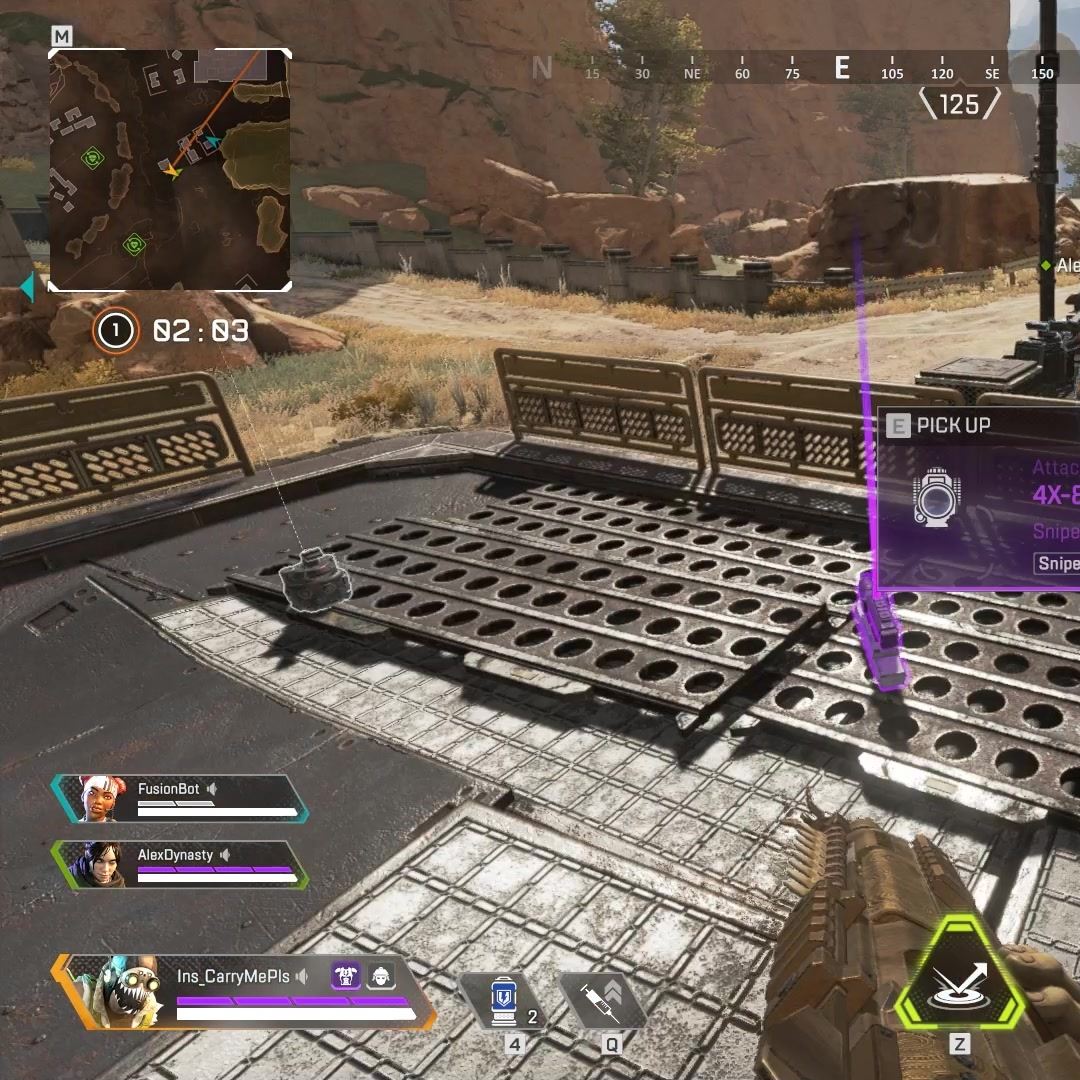 M
N 15 30 NE 60 75 E 105 120 SE 150
125
Ale
1 02:03
E PICK UP
Attac
4X-8
Snipe
Snipe
FusionBot
AlexDynasty
Ins_CarryMePls
2
4 Q Z